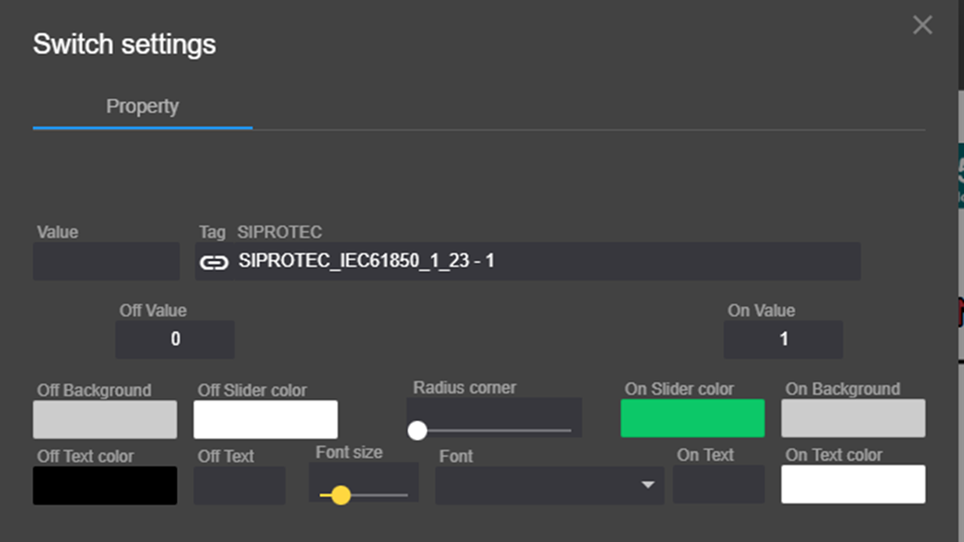 Switch settings
Property
Value
Tag SIPROTEC
SIPROTEC_IEC61850_1_23 - 1
Off Value
On Value
0
1
Off Background
Off Slider color
Radius corner
On Slider color
On Background
Off Text color
Off Text
Font size
Font
On Text
On Text color